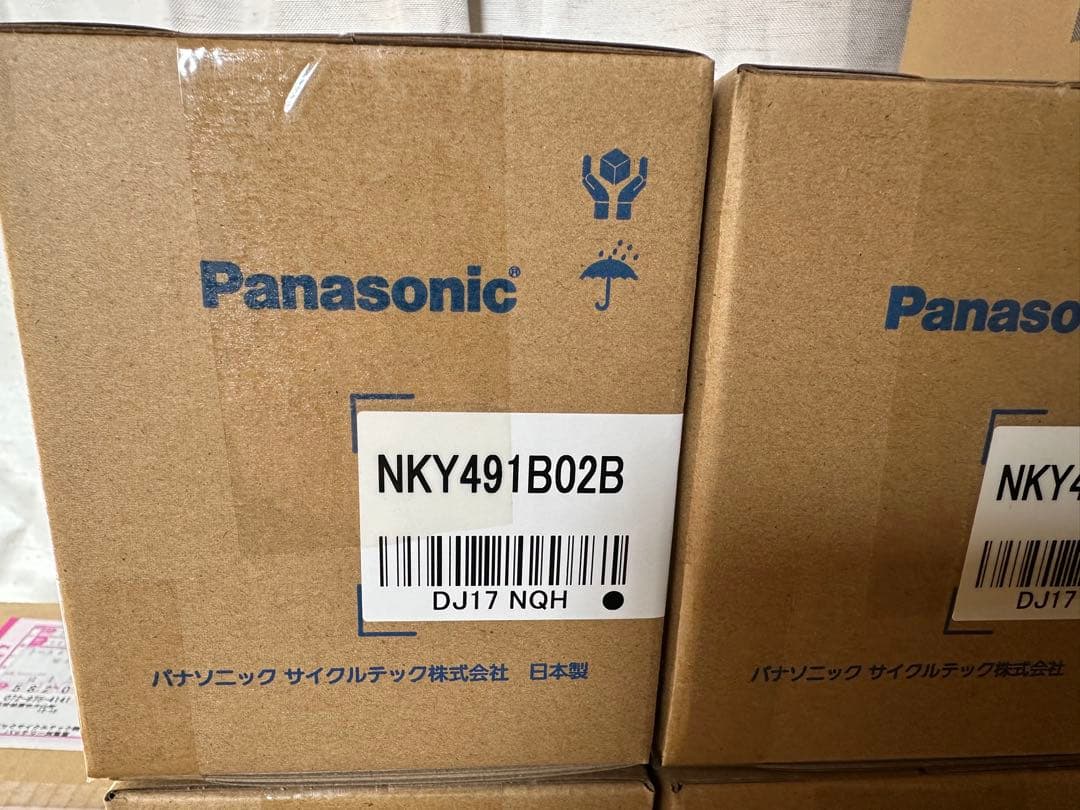 Panasonic®
NKY491B02B
DJ17 NQH
パナソニック サイクルテック株式会社 日本製
Panaso
NKY4
DJ17
パナソニック サイクルテック株式会社